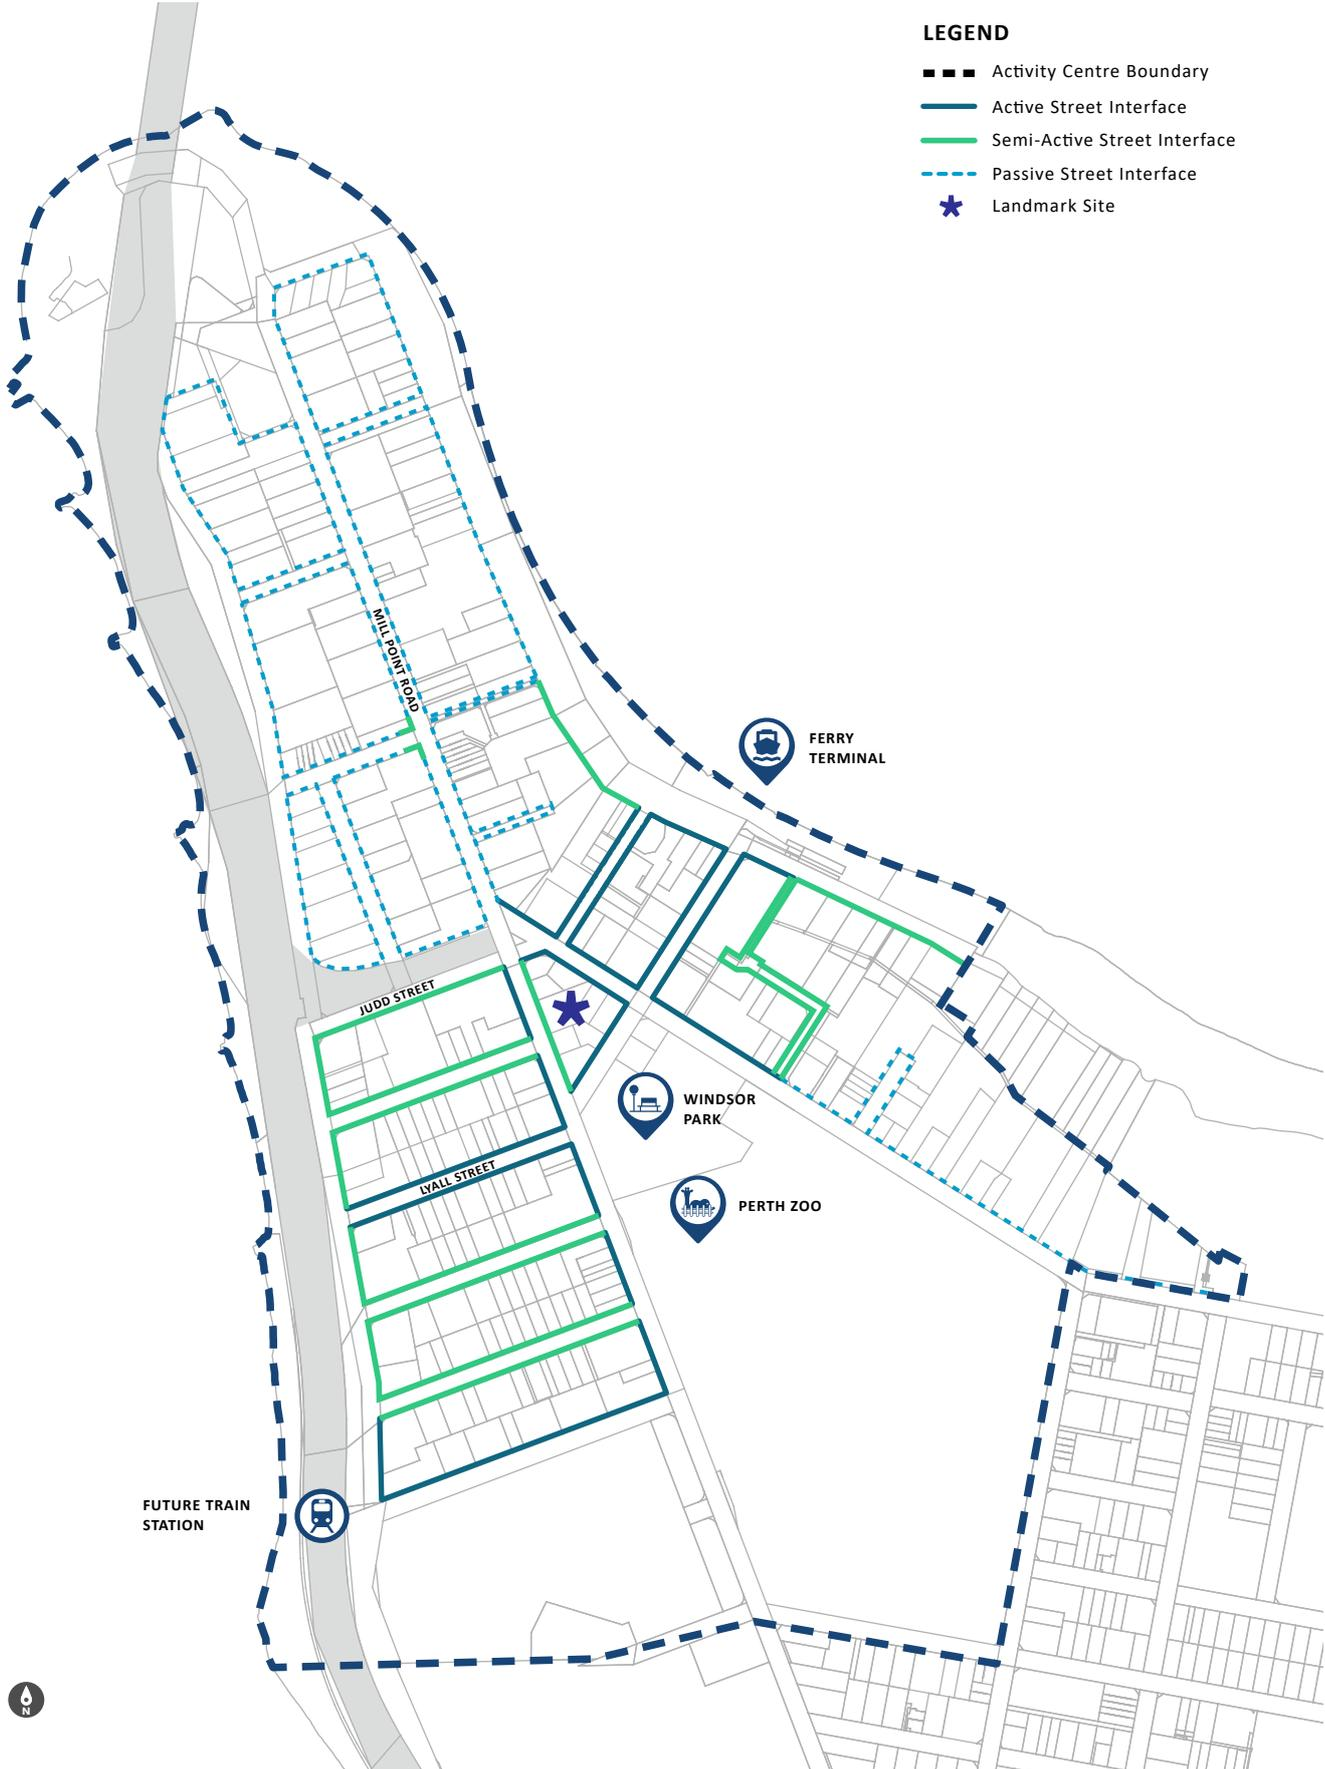 LEGEND
Activity Centre Boundary
Active Street Interface
Semi-Active Street Interface
Passive Street Interface
Landmark Site
MILL POINT ROAD
FERRY
TERMINAL
JUDD STREET
WINDSOR
PARK
LYALL STREET
PERTH ZOO
FUTURE TRAIN
STATION
N